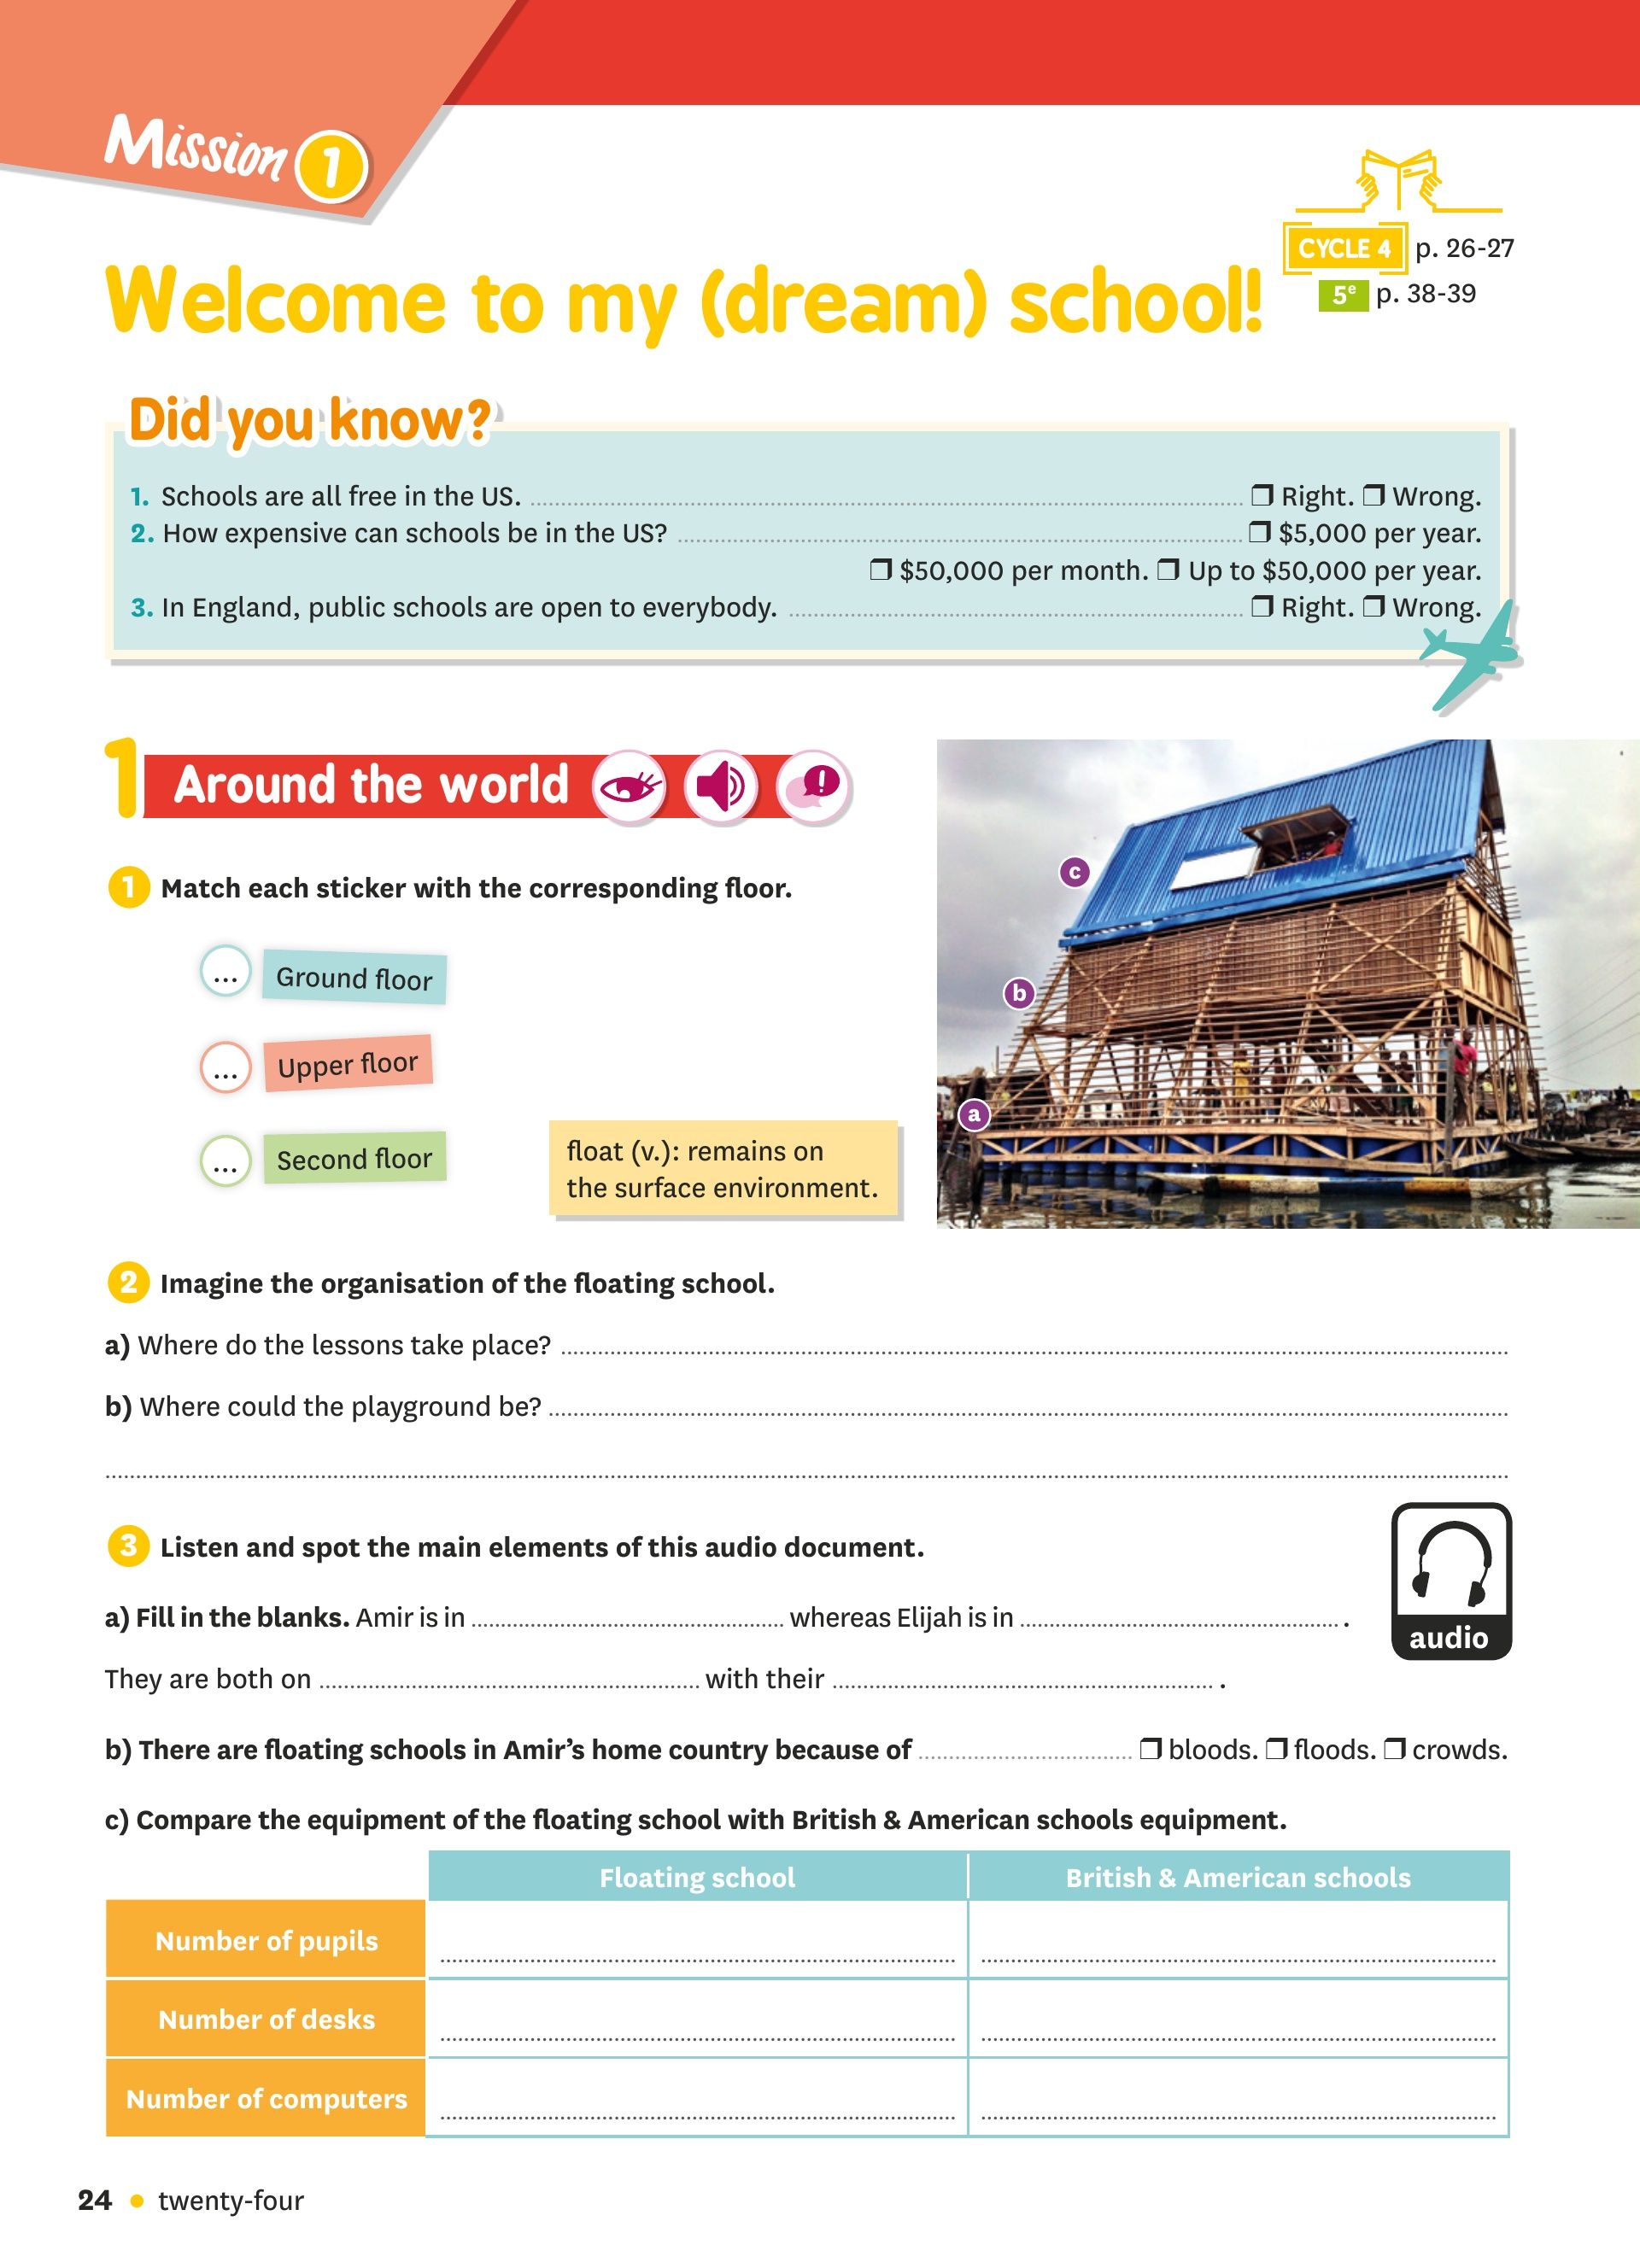 Mission 1
CYCLE 4 p. 26-27
5e p. 38-39
Welcome to my (dream) school!
Did you know?
1. Schools are all free in the US. ❒ Right. ❒ Wrong.
2. How expensive can schools be in the US? ❒ $5,000 per year.
❒ $50,000 per month. ❒ Up to $50,000 per year.
3. In England, public schools are open to everybody. ❒ Right. ❒ Wrong.
1 Around the world
1 Match each sticker with the corresponding floor.
... Ground floor
... Upper floor
... Second floor
float (v.): remains on
the surface environment.
c
b
a
2 Imagine the organisation of the floating school.
a) Where do the lessons take place?
b) Where could the playground be?
3 Listen and spot the main elements of this audio document.
audio
a) Fill in the blanks. Amir is in ........ whereas Elijah is in ........ .
They are both on ........ with their ........ .
b) There are floating schools in Amir's home country because of ........ ❒ bloods. ❒ floods. ❒ crowds.
c) Compare the equipment of the floating school with British & American schools equipment.
Floating school British & American schools
Number of pupils
Number of desks
Number of computers
24 • twenty-four